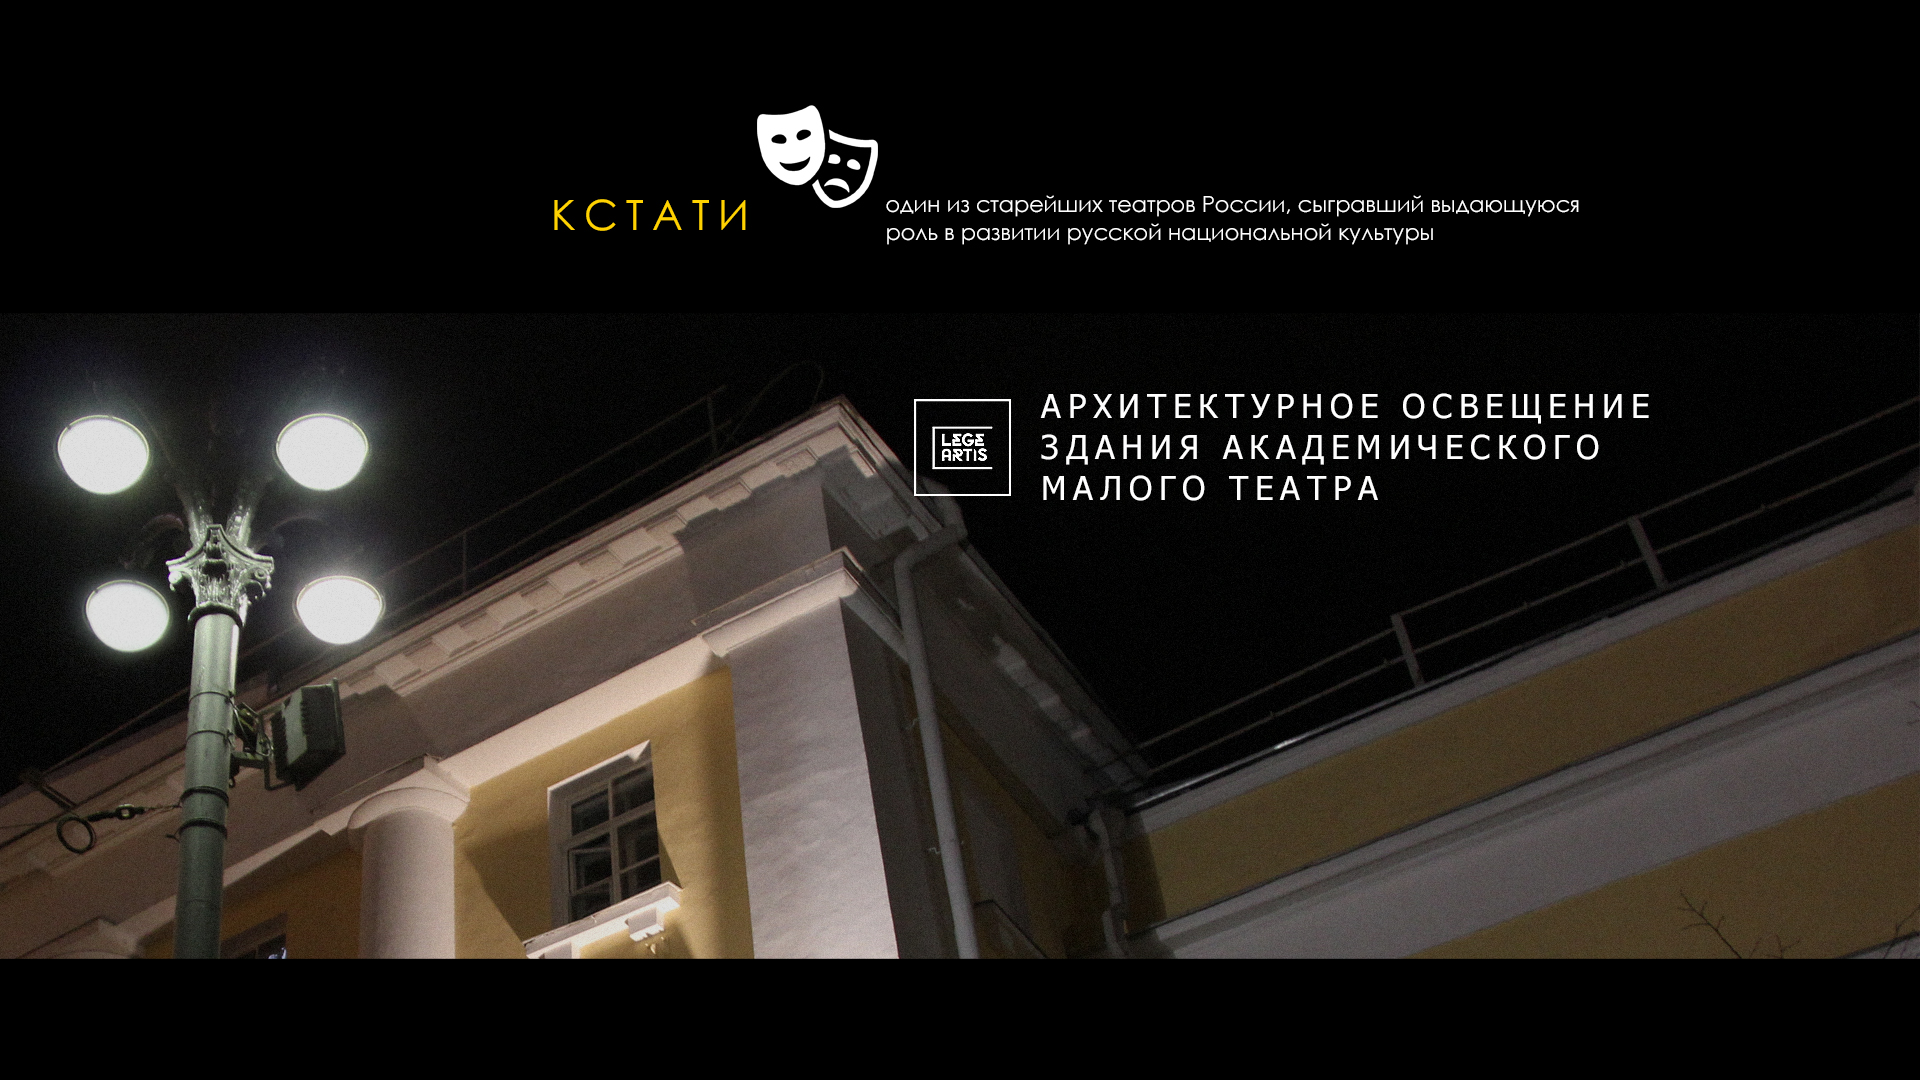 КСТАТИ
один из старейших театров России, сыгравший выдающуюся
роль в развитии русской национальной культуры
АРХИТЕКТУРНОЕ ОСВЕЩЕНИЕ
ЗДАНИЯ АКАДЕМИЧЕСКОГО
МАЛОГО ТЕАТРА
LEGE
ARTIS